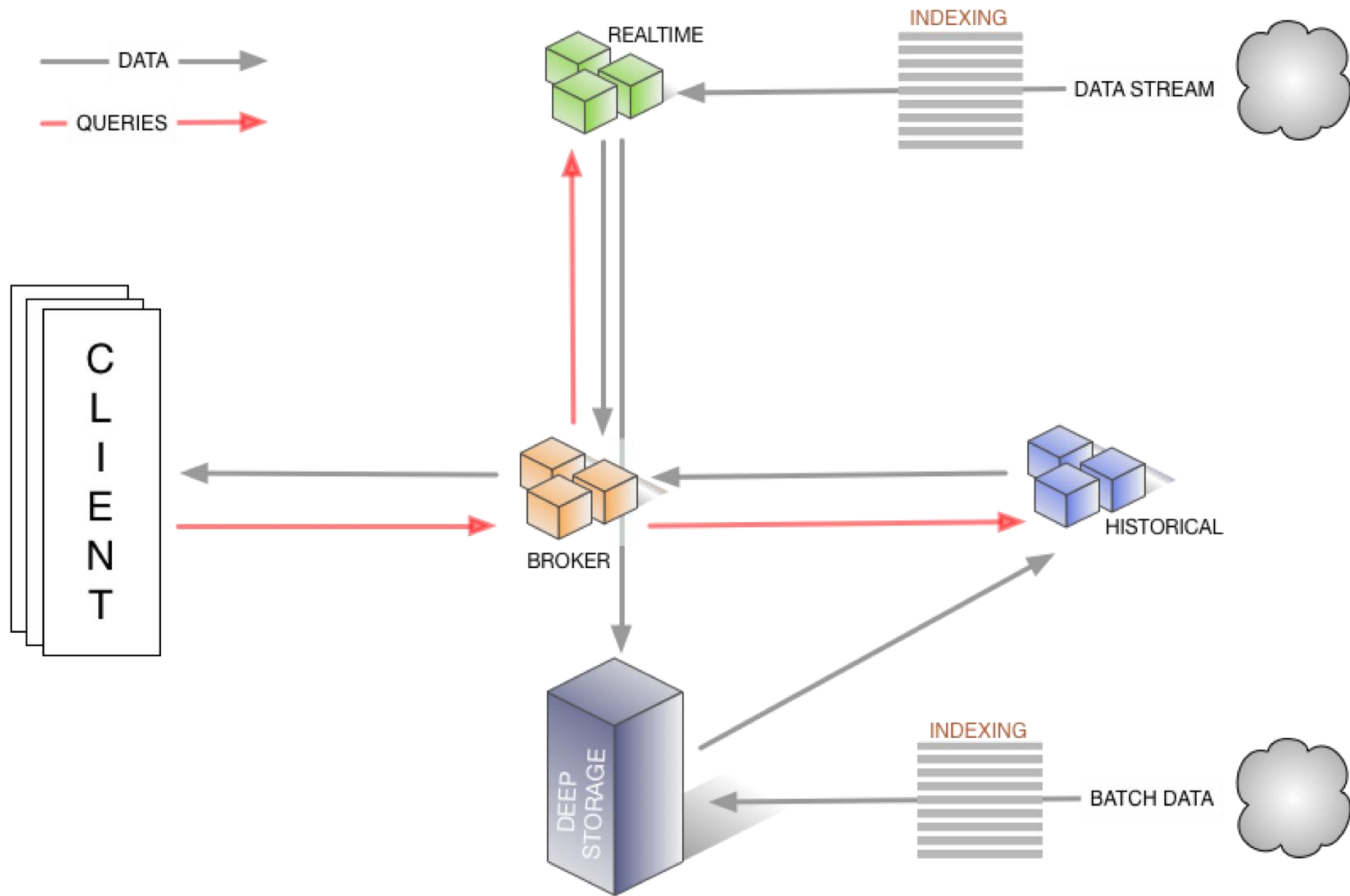 REALTIME
INDEXING
DATA
DATA STREAM
QUERIES
C
L
I
E
N
T
HISTORICAL
BROKER
INDEXING
DEEP
STORAGE
BATCH DATA